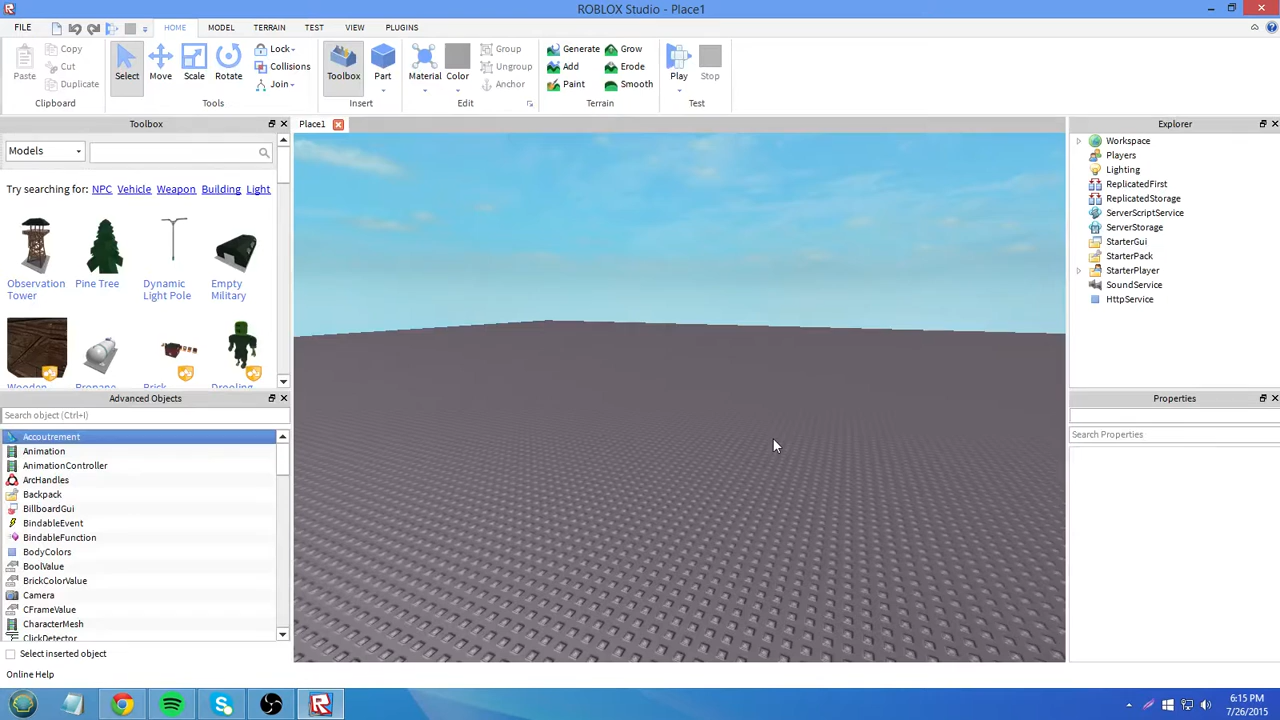 ROBLOX Studio - Place1
FILE HOME MODEL TERRAIN TEST VIEW PLUGINS
Paste Copy Cut Duplicate
Clipboard
Select Move Scale Rotate Lock Collisions Join
Tools
Toolbox Part
Insert
Material Color Group Ungroup Anchor
Edit
Generate Grow Add Erode Paint Smooth
Terrain
Play Stop
Test
Toolbox
Models
Try searching for: NPC Vehicle Weapon Building Light
Observation Tower
Pine Tree
Dynamic Light Pole
Empty Military
Wooden
Propane
Brick
Drooling
Advanced Objects
Search object (Ctrl+I)
Accoutrement
Animation
AnimationController
ArcHandles
Backpack
BillboardGui
BindableEvent
BindableFunction
BodyColors
BoolValue
BrickColorValue
Camera
CFrameValue
CharacterMesh
ClickDetector
Select inserted object
Online Help
Place1
Explorer
Workspace
Players
Lighting
ReplicatedFirst
ReplicatedStorage
ServerScriptService
ServerStorage
StarterGui
StarterPack
StarterPlayer
SoundService
HttpService
Properties
Search Properties
6:15 PM
7/26/2015